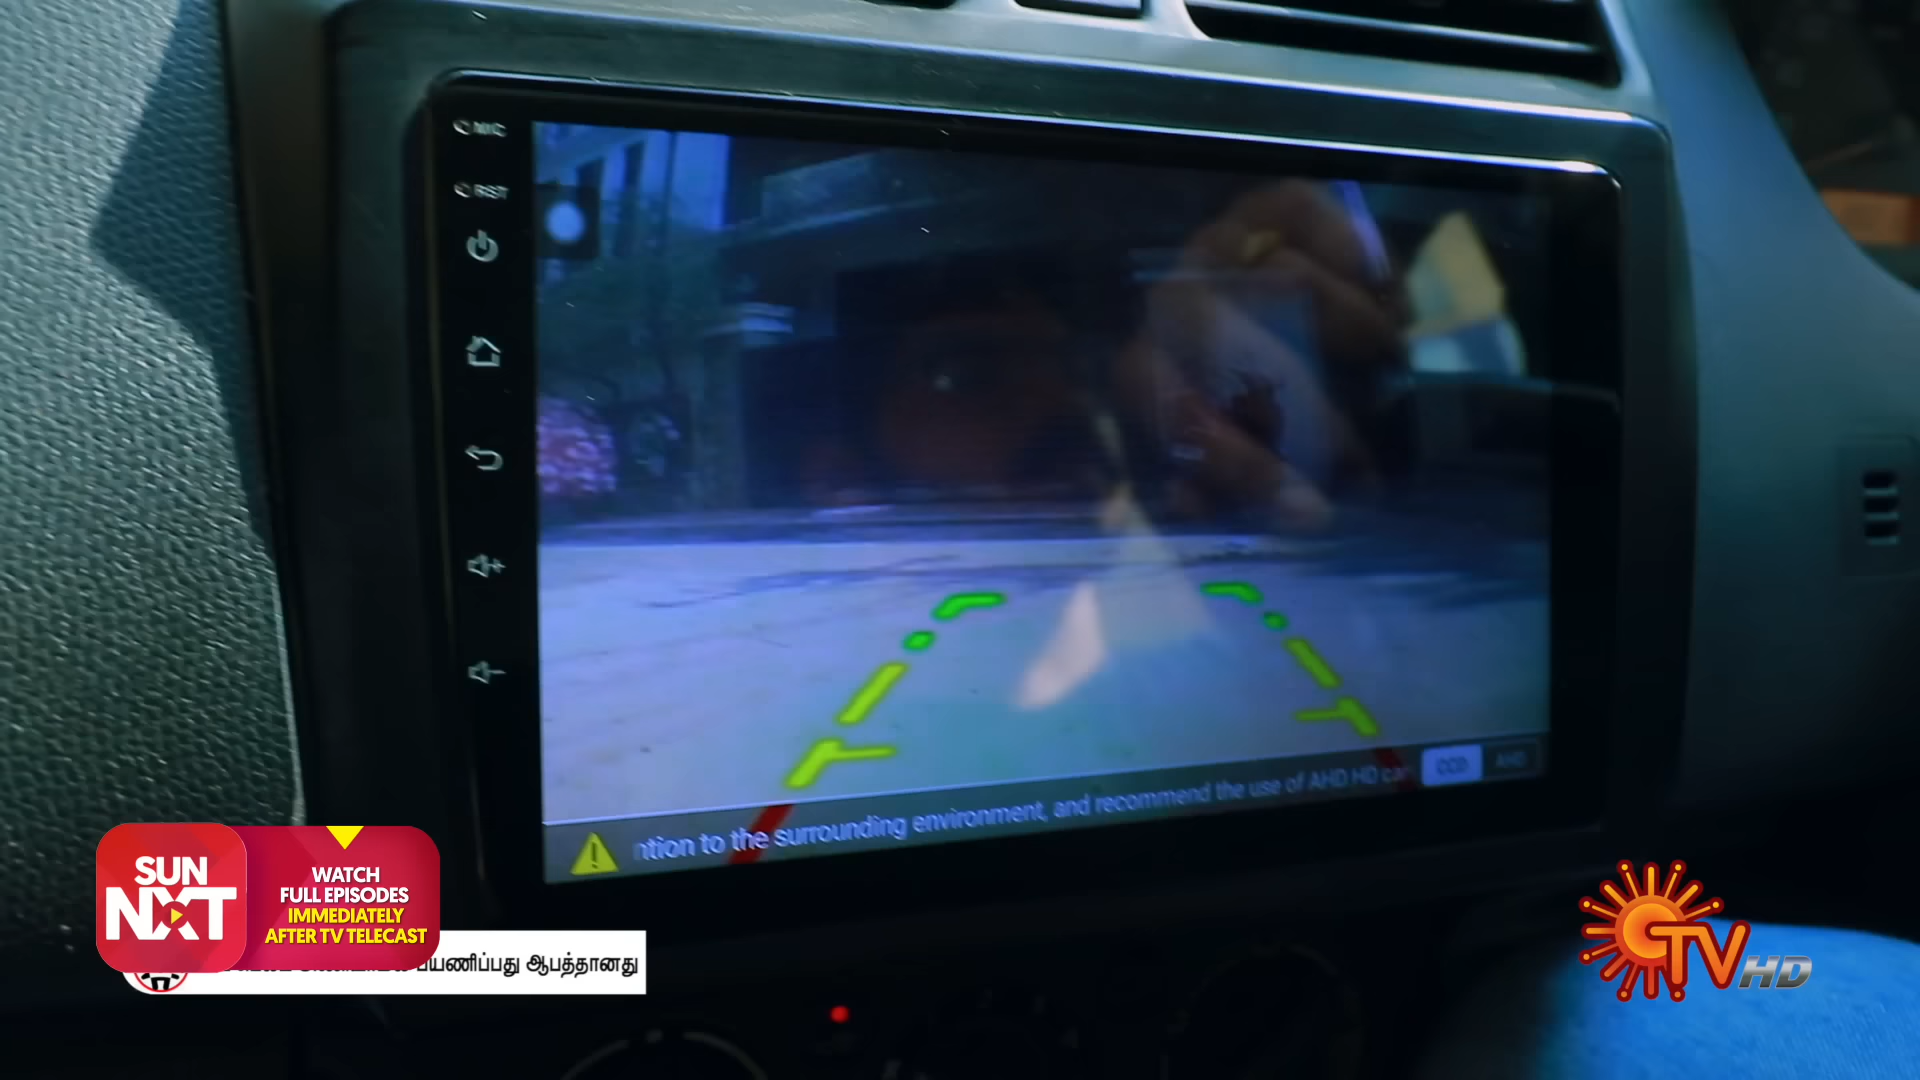 MIC
RST
ntion to the surrounding environment, and recommend the use of AHD HD car
CCD
AHD
SUN
NXT
WATCH
FULL EPISODES
IMMEDIATELY
AFTER TV TELECAST
பயணிப்பது ஆபத்தானது
TV HD